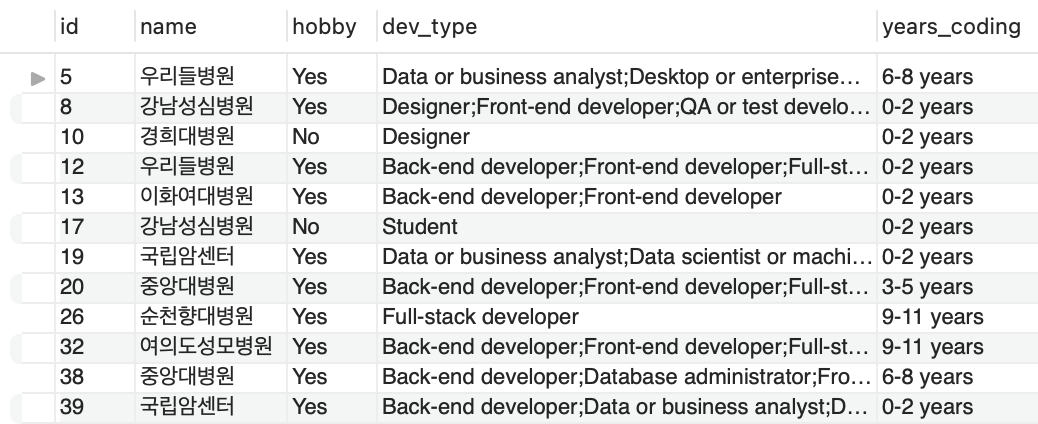 id name hobby dev_type years_coding
5 우리들병원 Yes Data or business analyst;Desktop or enterprise... 6-8 years
8 강남성심병원 Yes Designer;Front-end developer;QA or test develo... 0-2 years
10 경희대병원 No Designer 0-2 years
12 우리들병원 Yes Back-end developer;Front-end developer;Full-st... 0-2 years
13 이화여대병원 Yes Back-end developer;Front-end developer 0-2 years
17 강남성심병원 No Student 0-2 years
19 국립암센터 Yes Data or business analyst;Data scientist or machi... 0-2 years
20 중앙대병원 Yes Back-end developer;Front-end developer;Full-st... 3-5 years
26 순천향대병원 Yes Full-stack developer 9-11 years
32 여의도성모병원 Yes Back-end developer;Front-end developer;Full-st... 9-11 years
38 중앙대병원 Yes Back-end developer;Database administrator;Fro... 6-8 years
39 국립암센터 Yes Back-end developer;Data or business analyst;D... 0-2 years